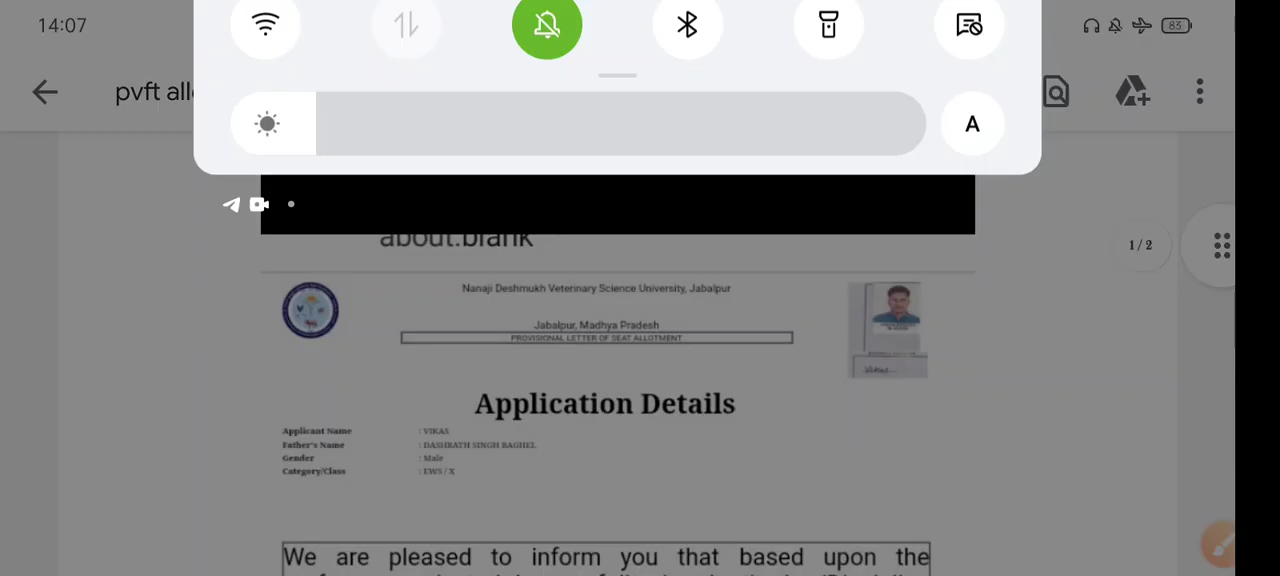 14:07
83
pvft all
A
about:blank
1/2
Nanaji Deshmukh Veterinary Science University, Jabalpur
Jabalpur, Madhya Pradesh
PROVISIONAL LETTER OF SEAT ALLOTMENT
Vikas
Application Details
Applicant Name : VIKAS
Father's Name : DASHRATH SINGH BAGHEL
Gender : Male
Category/Class : EWS / X
We are pleased to inform you that based upon the